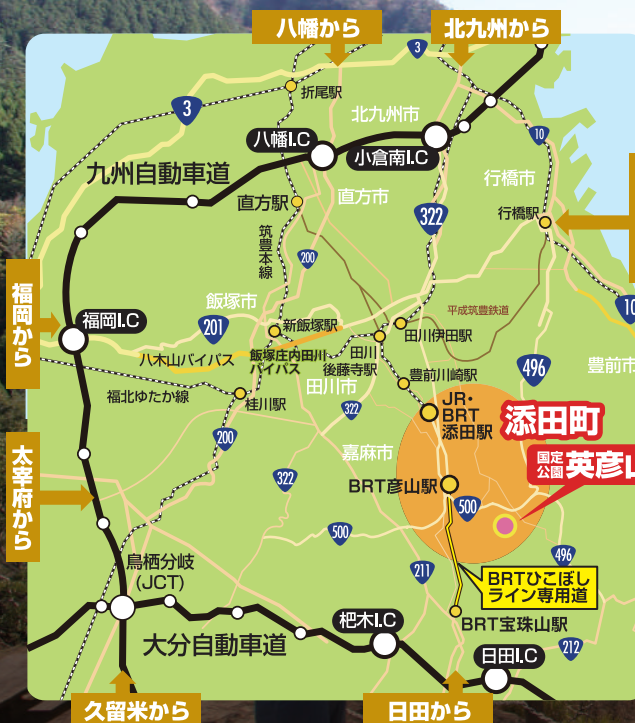 八幡から
北九州から
3
折尾駅
北九州市
3
八幡I.C
小倉南I.C
10
九州自動車道
行橋市
直方駅
直方市
322
行橋駅
筑豊本線
200
福岡から
飯塚市
平成筑豊鉄道
10
福岡I.C
201
新飯塚駅
田川伊田駅
八木山バイパス
飯塚庄内田川
バイパス
田川
後藤寺駅
496
豊前市
田川市
豊前川崎駅
福北ゆたか線
桂川駅
322
JR・
BRT
添田駅
添田町
200
嘉麻市
国定
公園
英彦山
太宰府から
322
BRT彦山駅
500
500
鳥栖分岐
(JCT)
211
496
BRTひこぼし
ライン専用道
大分自動車道
杷木I.C
BRT宝珠山駅
日田I.C
212
久留米から
日田から